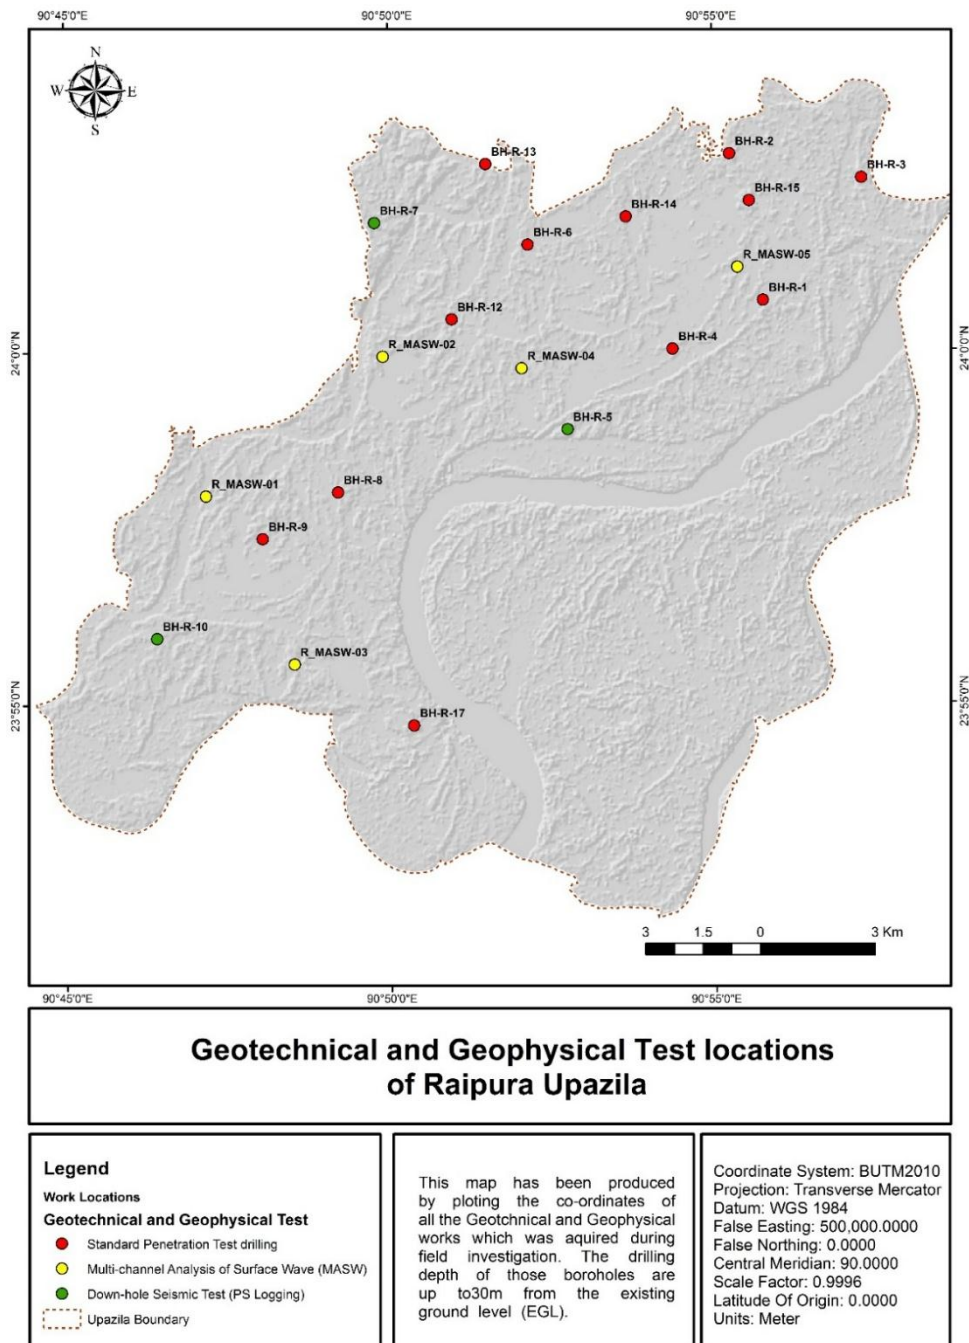 90°45'0"E 90°50'0"E 90°55'0"E
N
W E
S
BH-R-2
BH-R-13
BH-R-3
BH-R-15
BH-R-14
BH-R-7
BH-R-6
R_MASW-05
BH-R-1
BH-R-12
24°0'0"N R_MASW-02 BH-R-4 24°0'0"N
R_MASW-04
BH-R-5
R_MASW-01 BH-R-8
BH-R-9
BH-R-10
R_MASW-03
23°55'0"N BH-R-17 23°55'0"N
3 1.5 0 3 Km
90°45'0"E 90°50'0"E 90°55'0"E
Geotechnical and Geophysical Test locations
of Raipura Upazila
Legend
Work Locations
Geotechnical and Geophysical Test
Standard Penetration Test drilling
Multi-channel Analysis of Surface Wave (MASW)
Down-hole Seismic Test (PS Logging)
Upazila Boundary
This map has been produced
by ploting the co-ordinates of
all the Geotchnical and Geophysical
works which was aquired during
field investigation. The drilling
depth of those boroholes are
up to30m from the existing
ground level (EGL).
Coordinate System: BUTM2010
Projection: Transverse Mercator
Datum: WGS 1984
False Easting: 500,000.0000
False Northing: 0.0000
Central Meridian: 90.0000
Scale Factor: 0.9996
Latitude Of Origin: 0.0000
Units: Meter